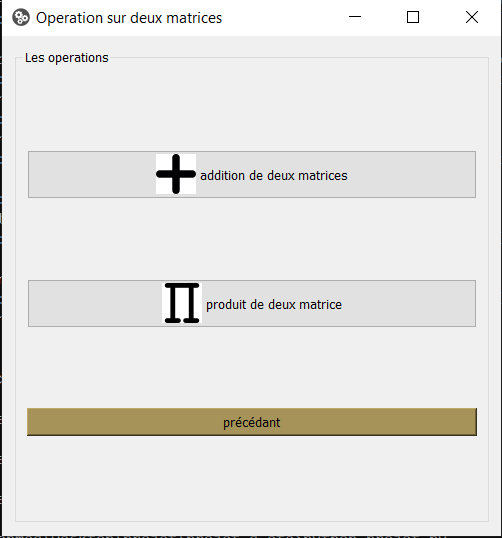 Operation sur deux matrices
Les operations
addition de deux matrices
produit de deux matrice
précédant